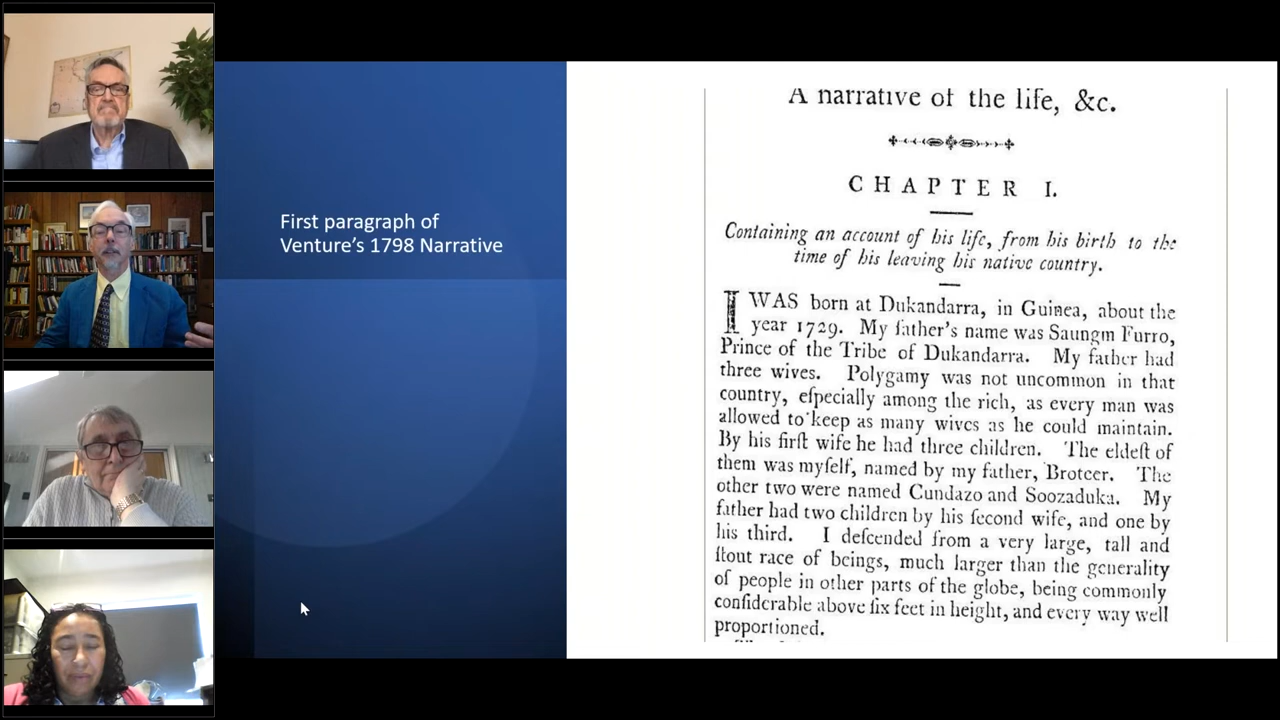 First paragraph of
Venture's 1798 Narrative
A narrative of the life, &c.
CHAPTER I.
Containing an account of his life, from his birth to the
time of his leaving his native country.
I WAS born at Dukandarra, in Guinea, about the
year 1729. My father's name was Saungm Furro,
Prince of the Tribe of Dukandarra. My father had
three wives. Polygamy was not uncommon in that
country, eſpecially among the rich, as every man was
allowed to keep as many wives as he could maintain.
By his firſt wife he had three children. The eldeſt of
them was myſelf, named by my father, Broteer. The
other two were named Cundazo and Soozaduka. My
father had two children by his ſecond wife, and one by
his third. I deſcended from a very large, tall and
ſtout race of beings, much larger than the generality
of people in other parts of the globe, being commonly
conſiderable above ſix feet in height, and every way well
proportioned.